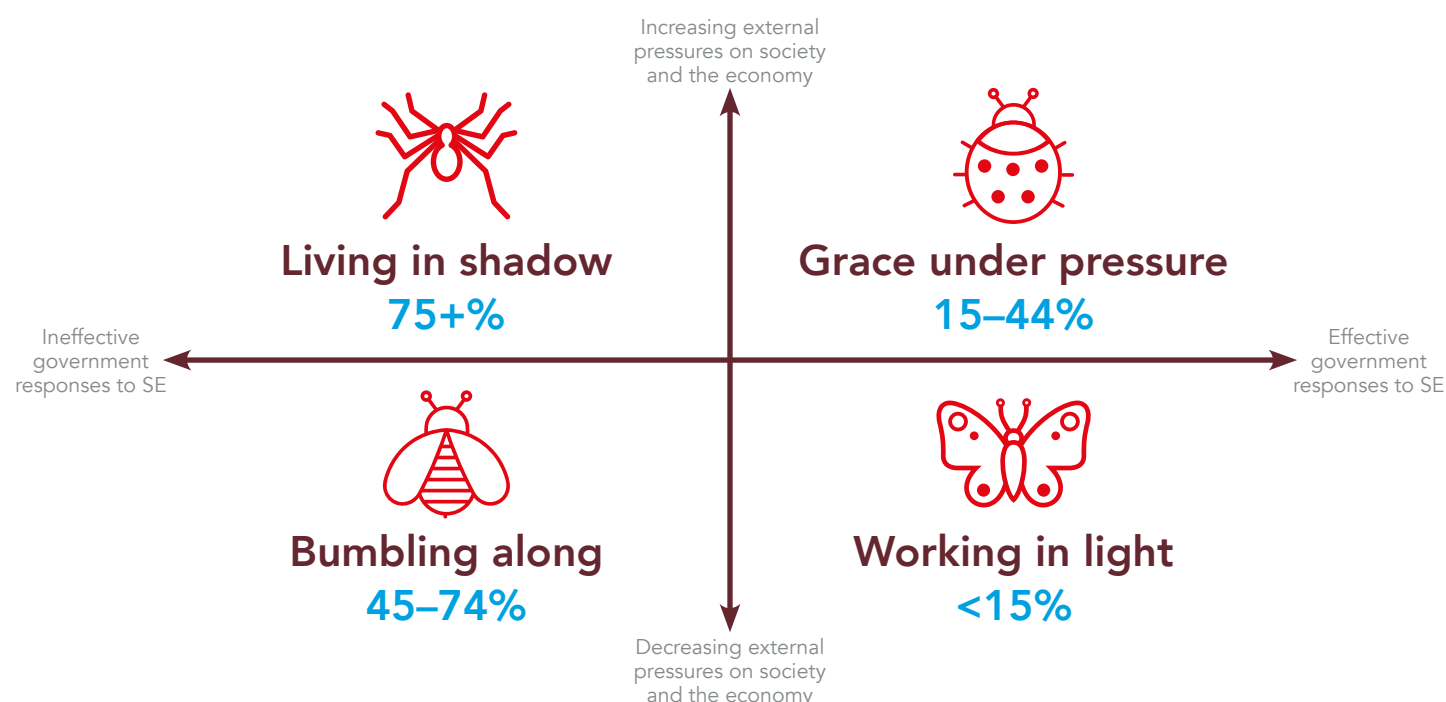 Increasing external
pressures on society
and the economy
Living in shadow
75+%
Grace under pressure
15–44%
Ineffective
government
responses to SE
Effective
government
responses to SE
Bumbling along
45–74%
Working in light
<15%
Decreasing external
pressures on society
and the economy